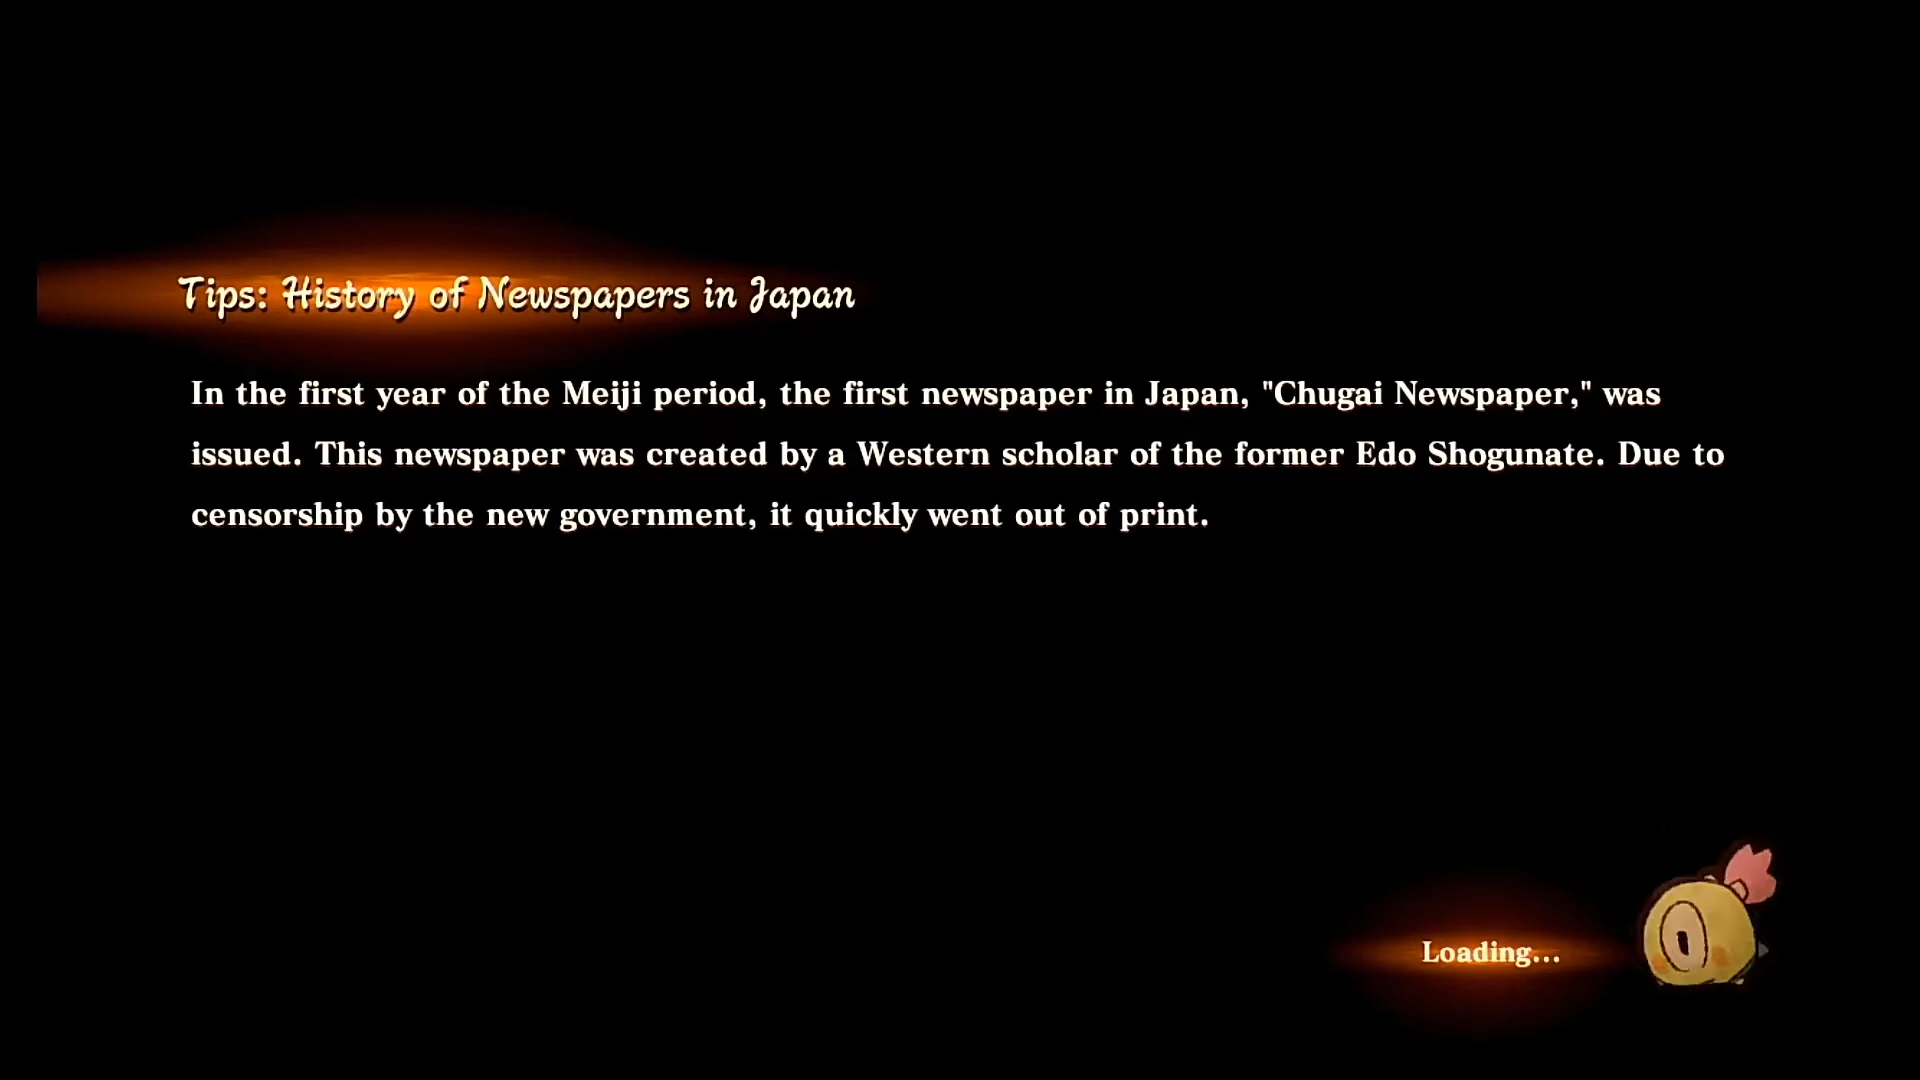 Tips: History of Newspapers in Japan
In the first year of the Meiji period, the first newspaper in Japan, "Chugai Newspaper," was
issued. This newspaper was created by a Western scholar of the former Edo Shogunate. Due to
censorship by the new government, it quickly went out of print.
Loading...